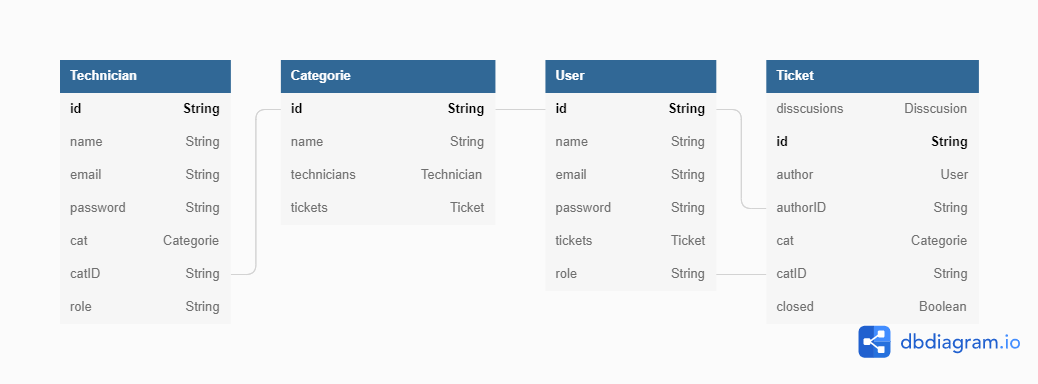 Technician
id String
name String
email String
password String
cat Categorie
catID String
role String
Categorie
id String
name String
technicians Technician
tickets Ticket
User
id String
name String
email String
password String
tickets Ticket
role String
Ticket
disscusions Disscusion
id String
author User
authorID String
cat Categorie
catID String
closed Boolean
dbdiagram.io